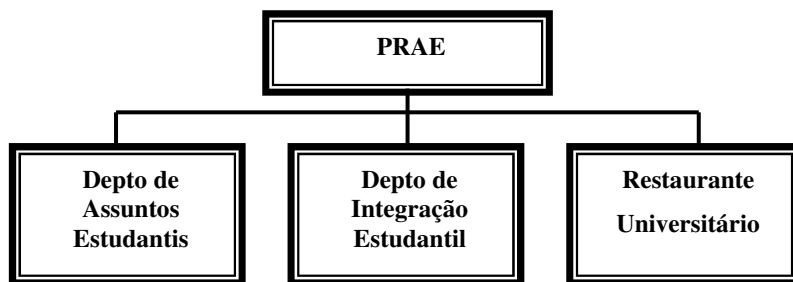 PRAE
Depto de
Assuntos
Estudantis
Depto de
Integração
Estudantil
Restaurante
Universitário